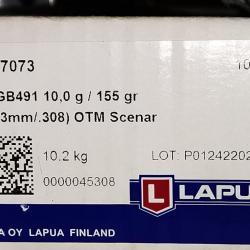 7073
10
GB491 10,0 g / 155 gr
3mm/.308) OTM Scenar
10.2 kg
LOT: P01242202
0000045308
L LAPU
A OY LAPUA FINLAND